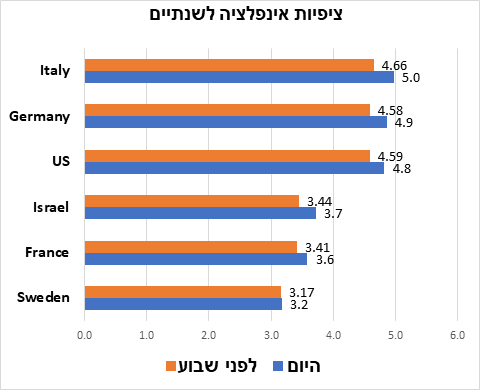 ציפיות אינפלציה לשנתיים
Italy 4.66
5.0
Germany 4.58
4.9
US 4.59
4.8
Israel 3.44
3.7
France 3.41
3.6
Sweden 3.17
3.2
0.0 1.0 2.0 3.0 4.0 5.0 6.0
היום לפני שבוע